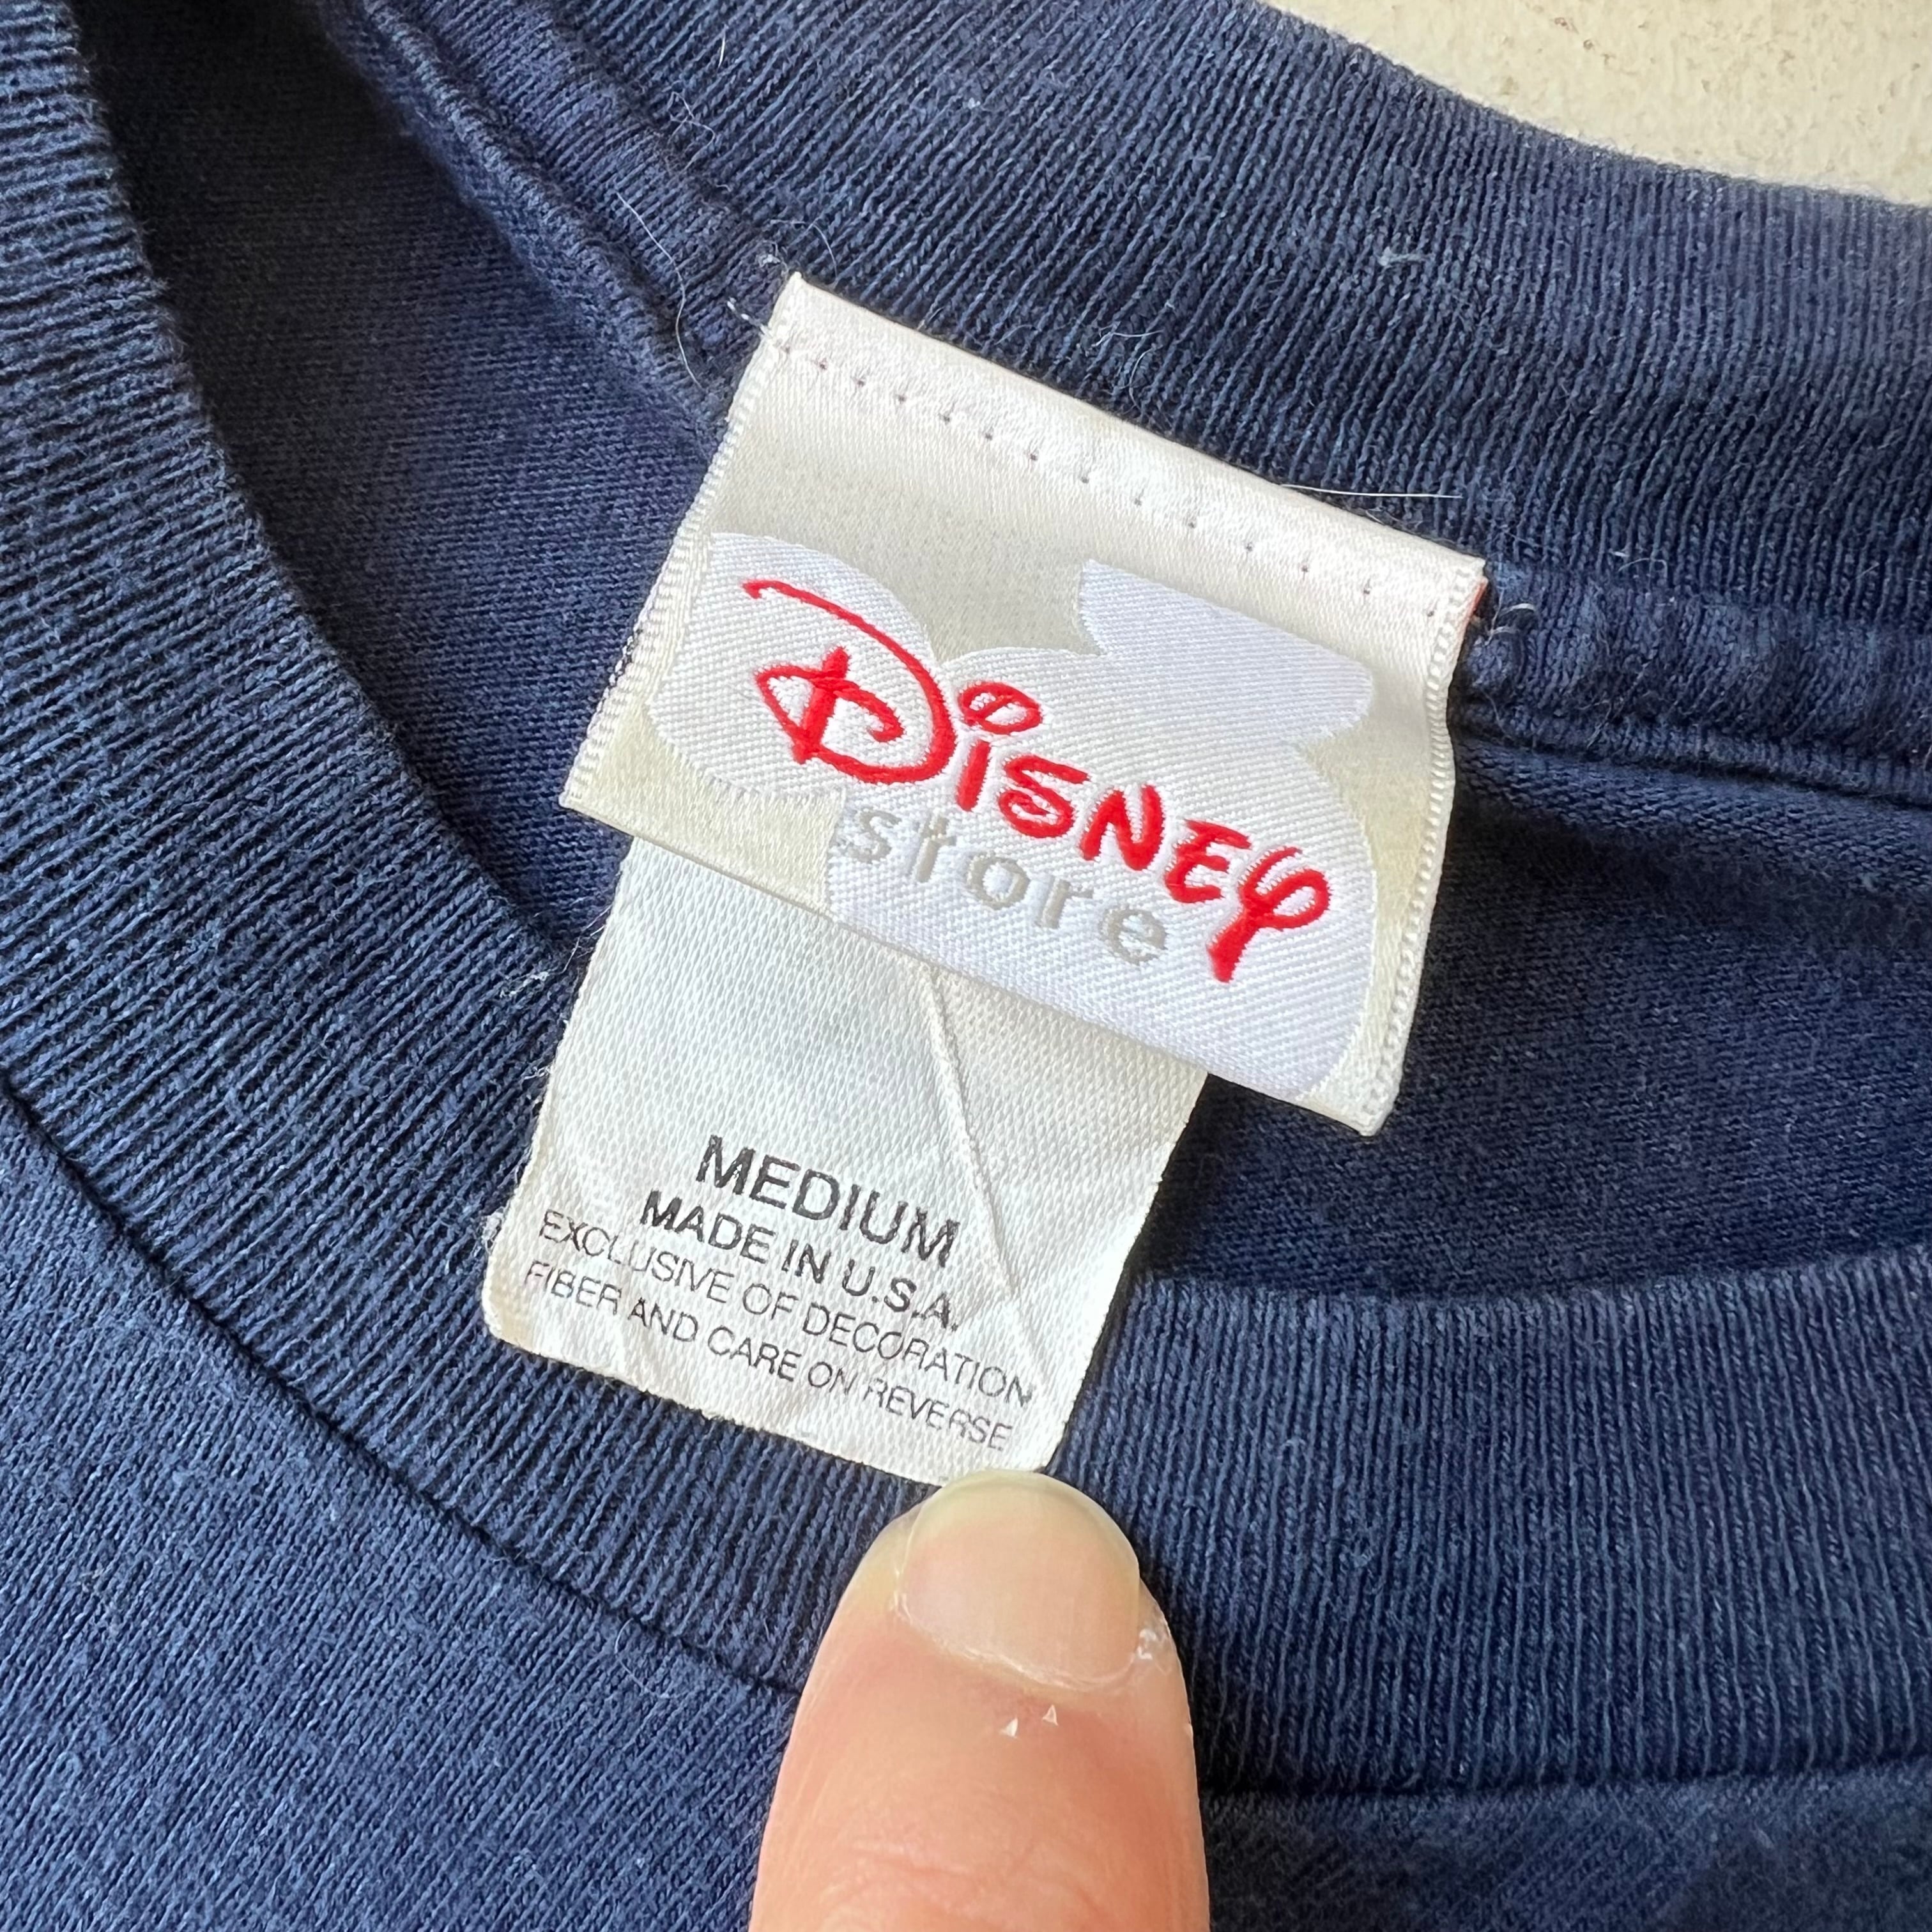 Disney
store
MEDIUM
MADE IN U.S.A.
EXCLUSIVE OF DECORATION
FIBER AND CARE ON REVERSE